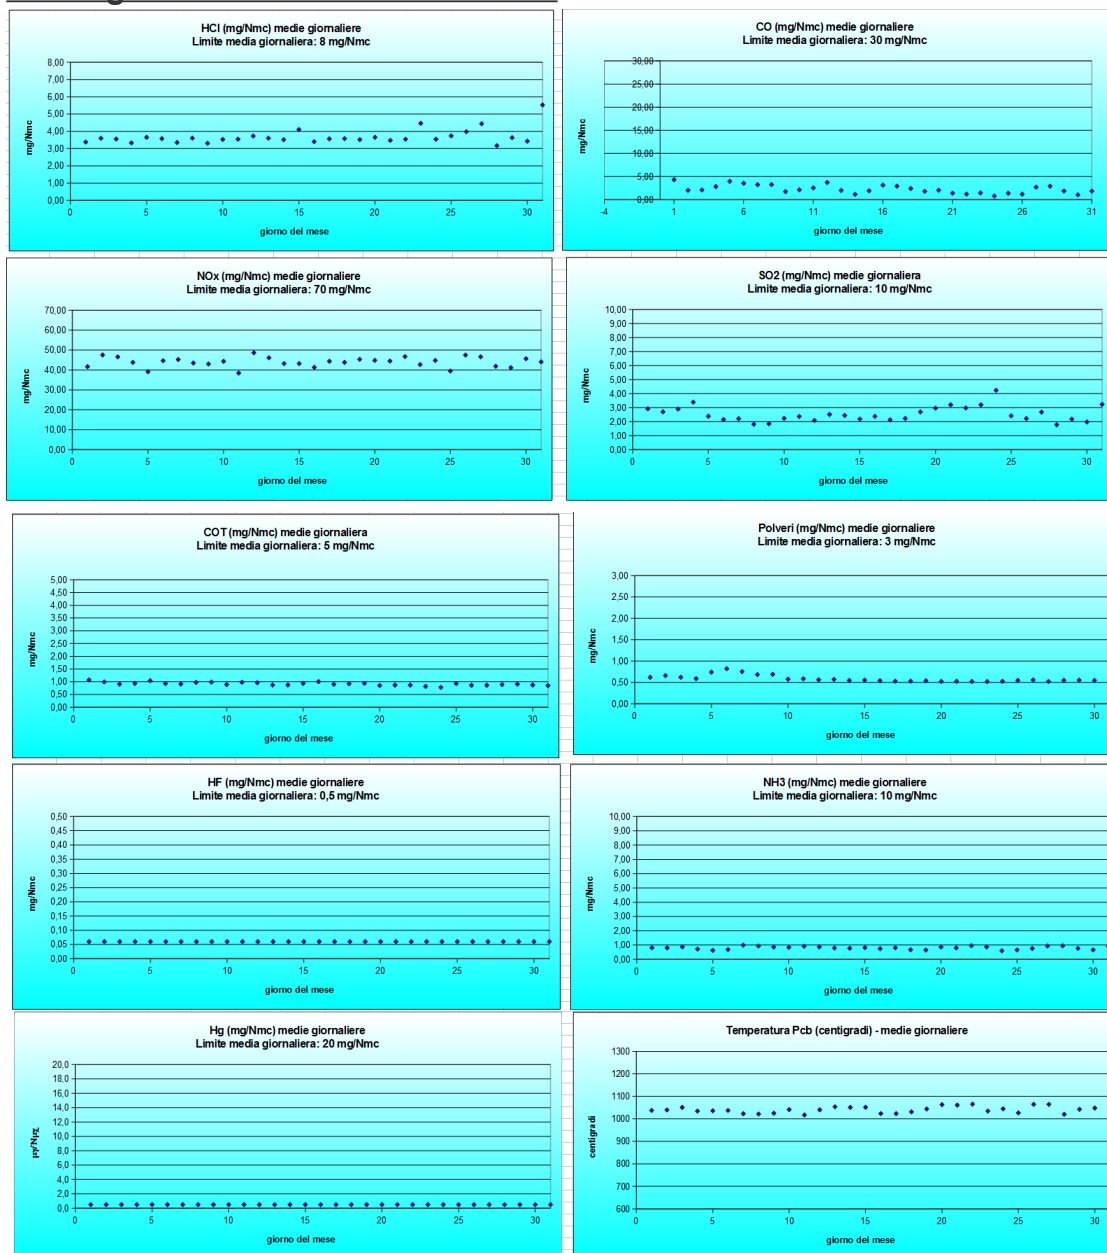 HCl (mg/Nmc) medie giornaliere
Limite media giornaliera: 8 mg/Nmc
8,00
7,00
6,00
5,00
4,00
3,00
2,00
1,00
0,00
mg/Nmc
0 5 10 15 20 25 30
giorno del mese
CO (mg/Nmc) medie giornaliere
Limite media giornaliera: 30 mg/Nmc
30,00
25,00
20,00
15,00
10,00
5,00
0,00
mg/Nmc
-4 1 6 11 16 21 26 31
giorno del mese
NOx (mg/Nmc) medie giornaliere
Limite media giornaliera: 70 mg/Nmc
70,00
60,00
50,00
40,00
30,00
20,00
10,00
0,00
mg/Nmc
0 5 10 15 20 25 30
giorno del mese
SO2 (mg/Nmc) medie giornaliera
Limite media giornaliera: 10 mg/Nmc
10,00
9,00
8,00
7,00
6,00
5,00
4,00
3,00
2,00
1,00
0,00
mg/Nmc
0 5 10 15 20 25 30
giorno del mese
COT (mg/Nmc) medie giornaliera
Limite media giornaliera: 5 mg/Nmc
5,00
4,50
4,00
3,50
3,00
2,50
2,00
1,50
1,00
0,50
0,00
mg/Nmc
0 5 10 15 20 25 30
giorno del mese
Polveri (mg/Nmc) medie giornaliere
Limite media giornaliera: 3 mg/Nmc
3,00
2,50
2,00
1,50
1,00
0,50
0,00
mg/Nmc
0 5 10 15 20 25 30
giorno del mese
HF (mg/Nmc) medie giornaliere
Limite media giornaliera: 0,5 mg/Nmc
0,50
0,45
0,40
0,35
0,30
0,25
0,20
0,15
0,10
0,05
0,00
mg/Nmc
0 5 10 15 20 25 30
giorno del mese
NH3 (mg/Nmc) medie giornaliere
Limite media giornaliera: 10 mg/Nmc
10,00
9,00
8,00
7,00
6,00
5,00
4,00
3,00
2,00
1,00
0,00
mg/Nmc
0 5 10 15 20 25 30
giorno del mese
Hg (mg/Nmc) medie giornaliere
Limite media giornaliera: 20 mg/Nmc
20,0
18,0
16,0
14,0
12,0
10,0
8,0
6,0
4,0
2,0
0,0
μγ/Νμχ
0 5 10 15 20 25 30
giorno del mese
Temperatura Pcb (centigradi) - medie giornaliere
1300
1200
1100
1000
900
800
700
600
centigradi
0 5 10 15 20 25 30
giorno del mese